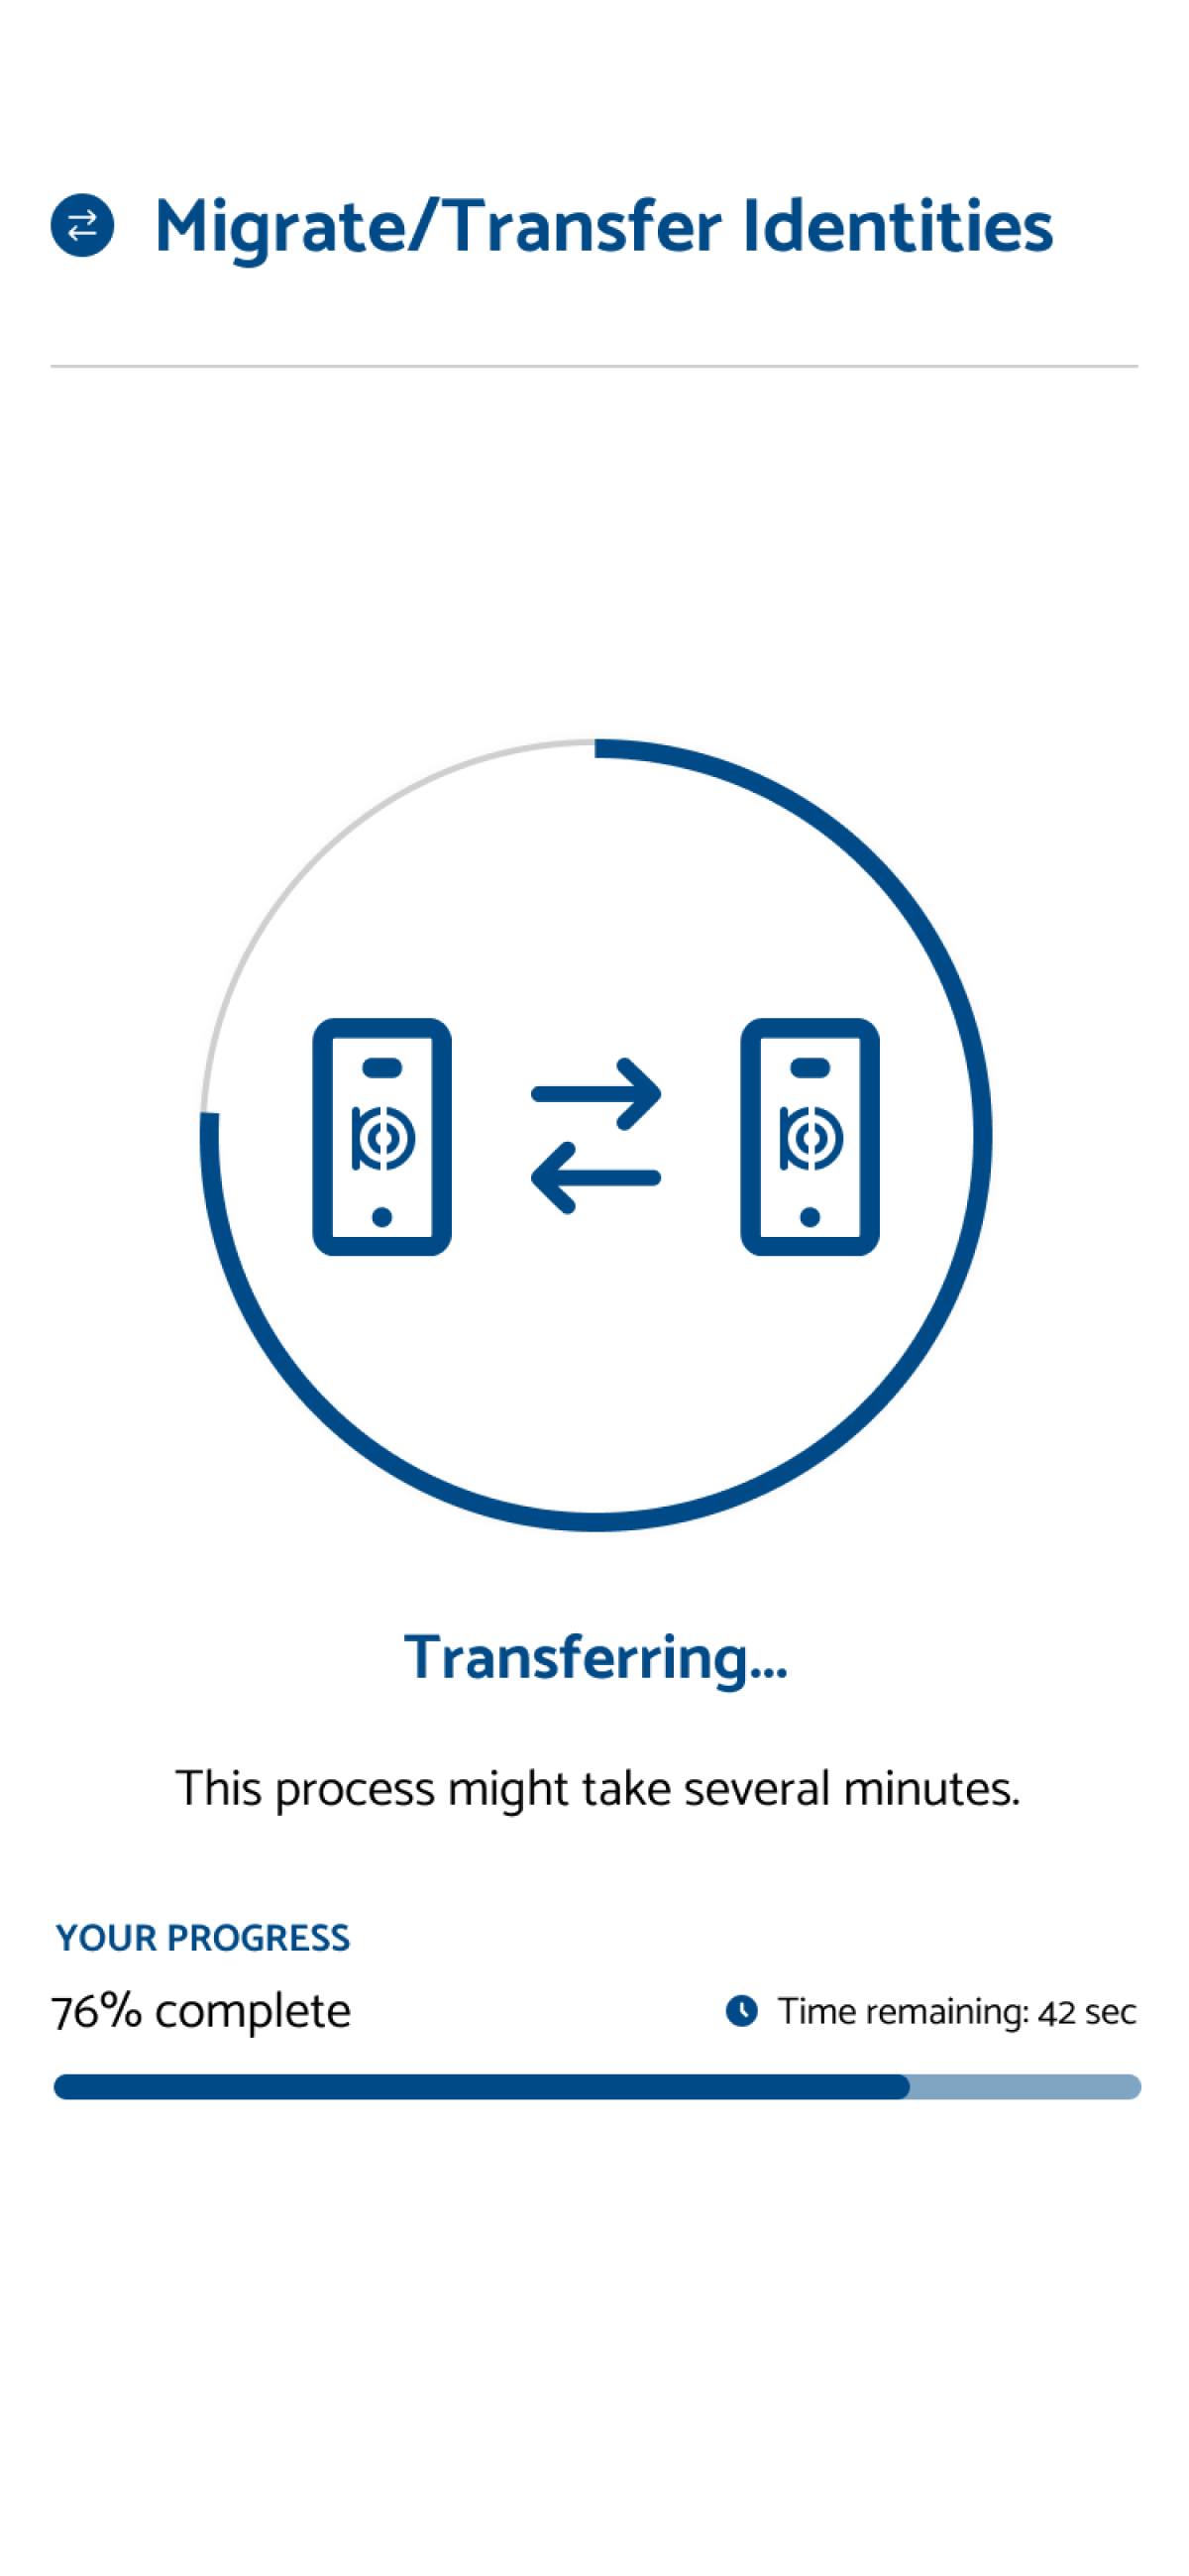 Migrate/Transfer Identities
Transferring...
This process might take several minutes.
YOUR PROGRESS
76% complete
Time remaining: 42 sec